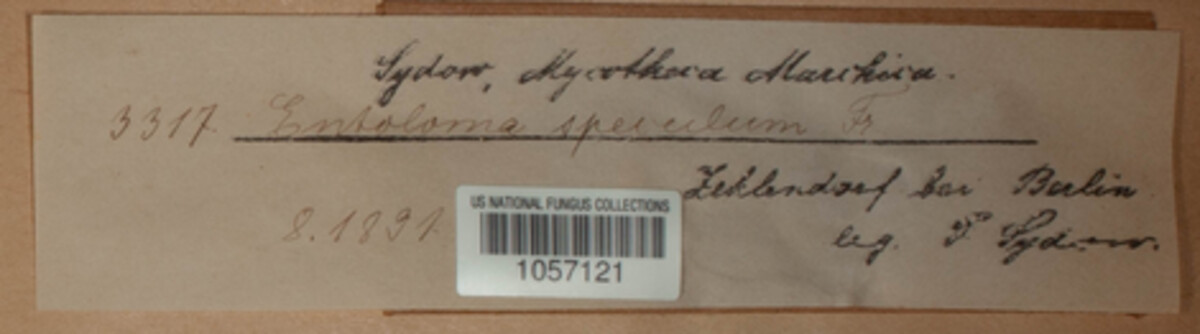 Sydow, Mycotheca Marchica.
3317. Entoloma speculum Fr
Zehlendorf bei Berlin
8.1891.
leg. P. Sydow.
US NATIONAL FUNGUS COLLECTIONS
1057121